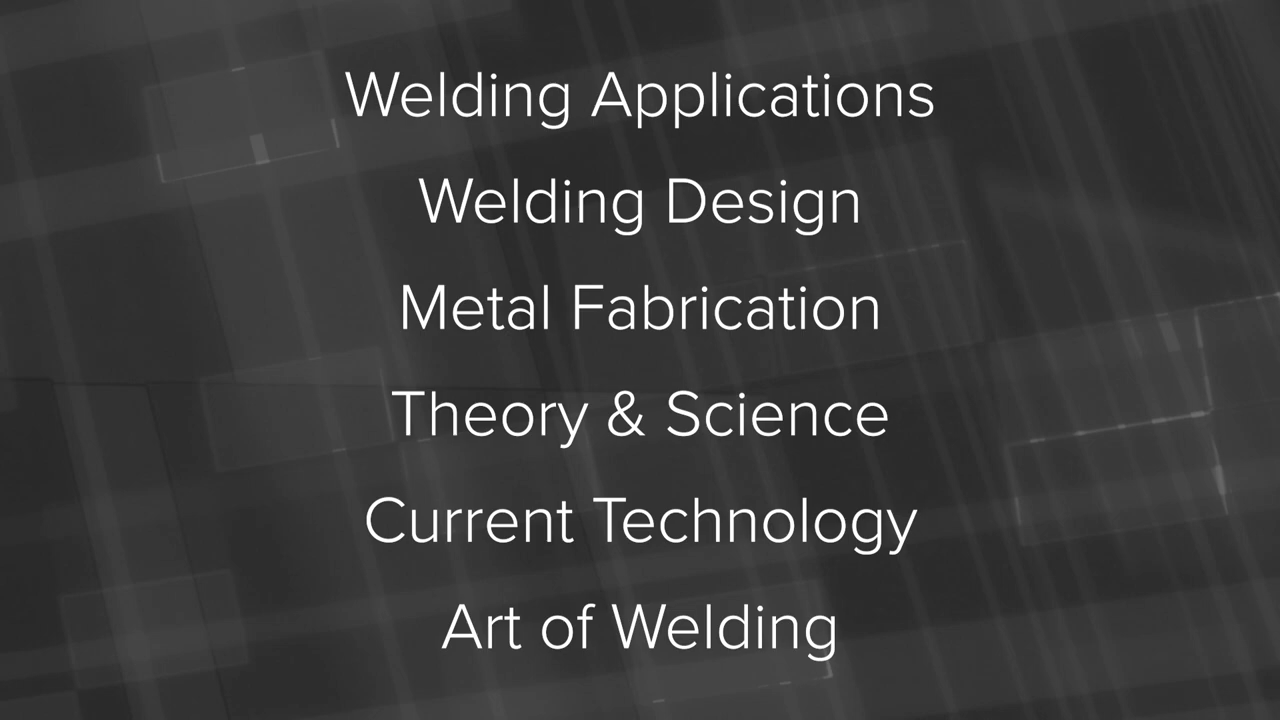 Welding Applications
Welding Design
Metal Fabrication
Theory & Science
Current Technology
Art of Welding